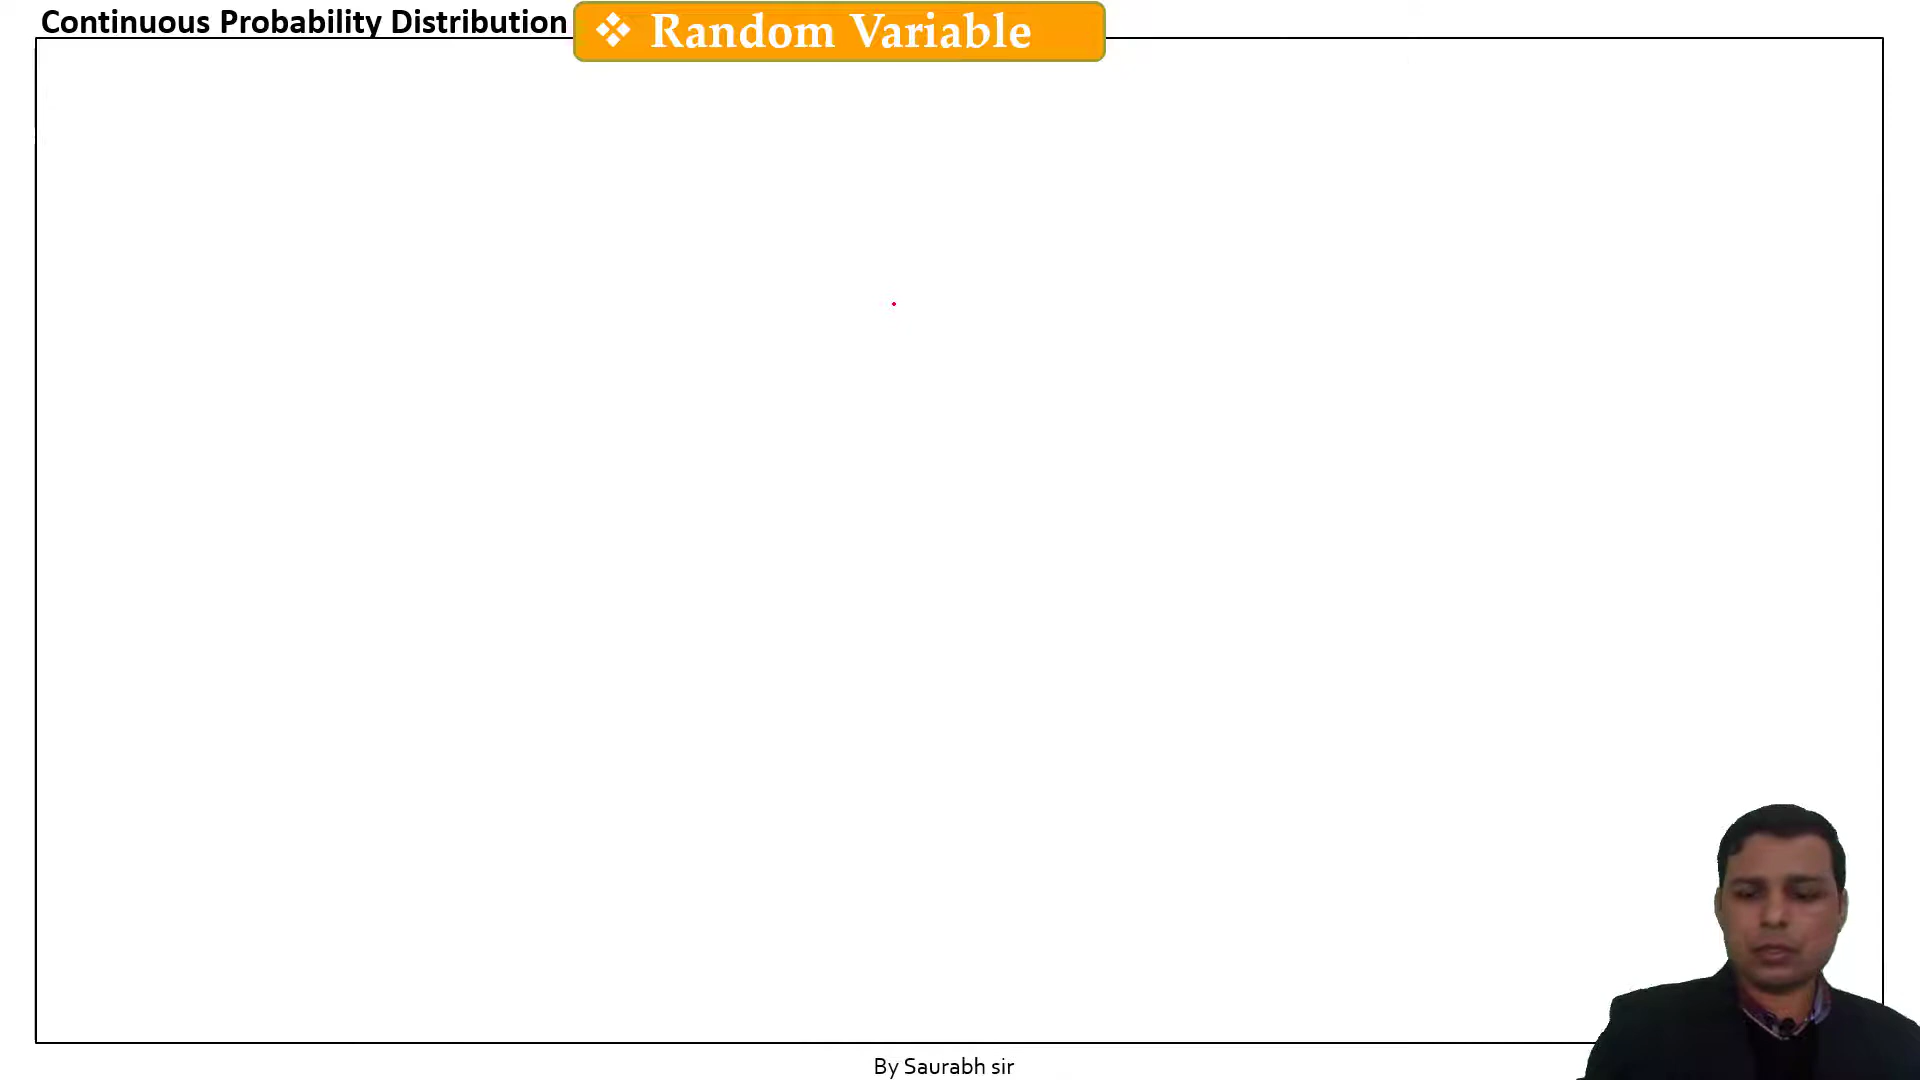 Continuous Probability Distribution
❖ Random Variable
By Saurabh sir